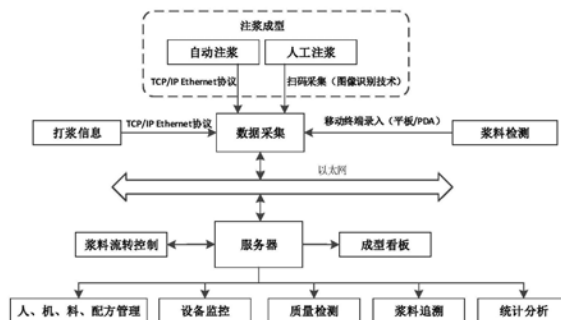 注浆成型
自动注浆
人工注浆
TCP/IP Ethernet协议
扫码采集（图像识别技术）
打浆信息
TCP/IP Ethernet协议
数据采集
移动终端录入（平板/PDA）
浆料检测
以太网
浆料流转控制
服务器
成型看板
人、机、料、配方管理
设备监控
质量检测
浆料追溯
统计分析